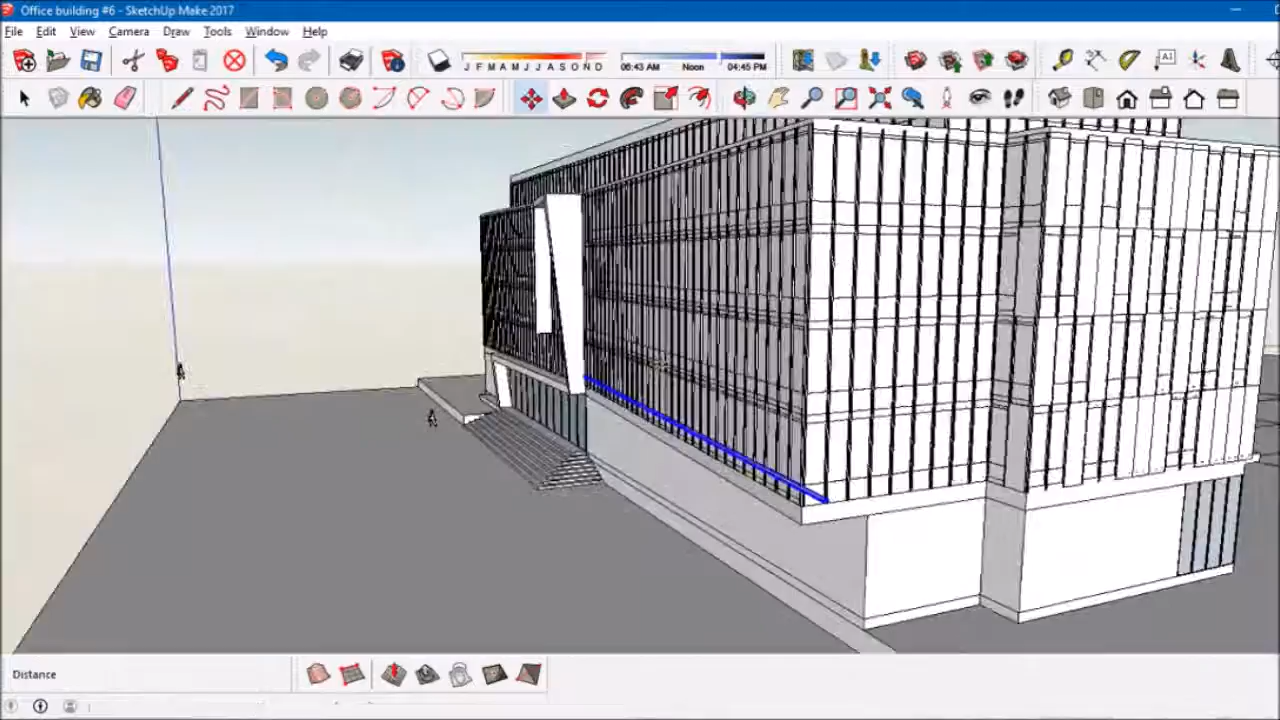 Office building #6 - SketchUp Make 2017
File Edit View Camera Draw Tools Window Help
J F M A M J J A S O N D 06:43 AM Noon 04:45 PM
A1
Distance